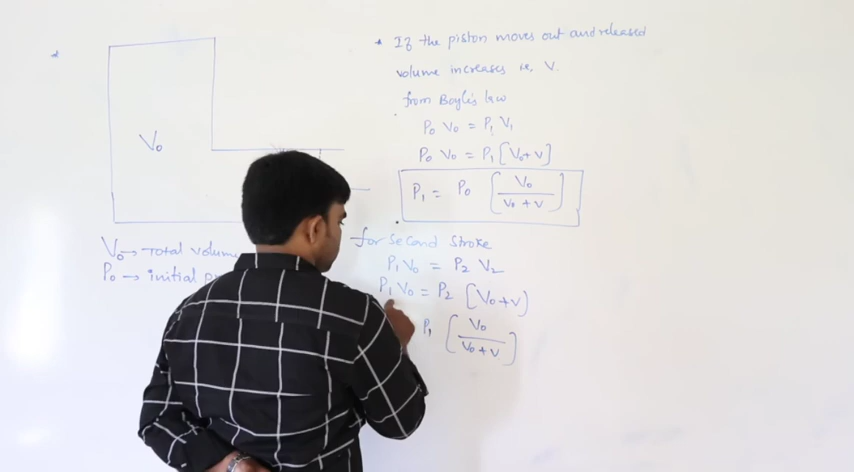 V₀
V₀ → Total volume
P₀ → initial
* If the piston moves out and released
volume increases ie, V.
from Boyle's law
P₀ V₀ = P₁ V₁
P₀ V₀ = P₁ [V₀+V]
P₁ = P₀ [V₀ / V₀ + V]
for second stroke
P₁ V₀ = P₂ V₂
P₁ V₀ = P₂ [V₀+V]
P₁ [V₀ / V₀ + V]